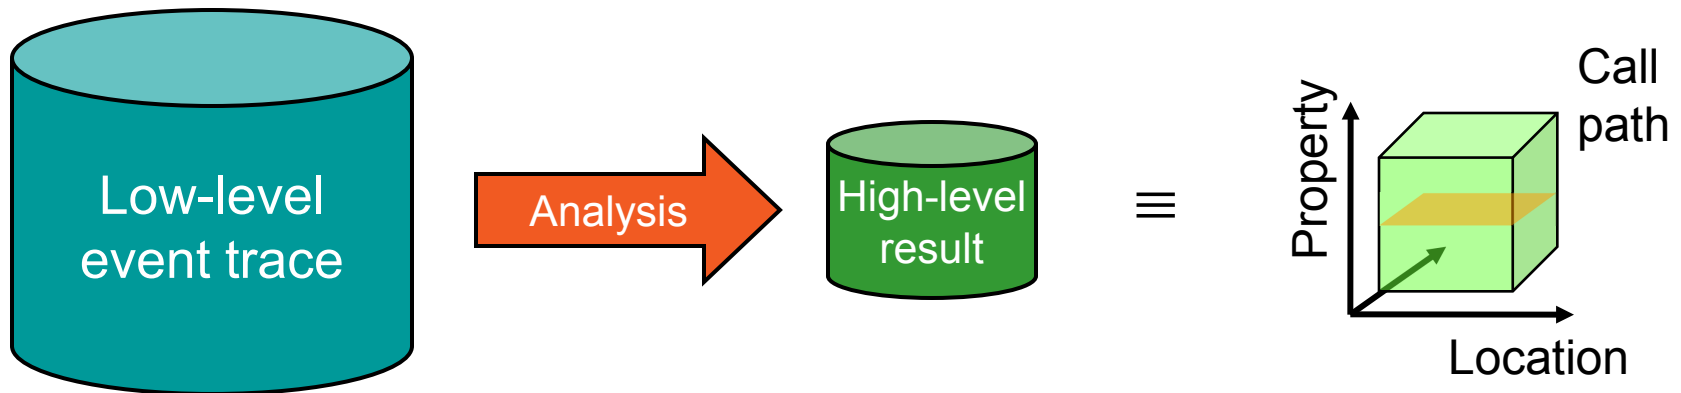 Low-level
event trace
Analysis
High-level
result
≡
Property
Call
path
Location